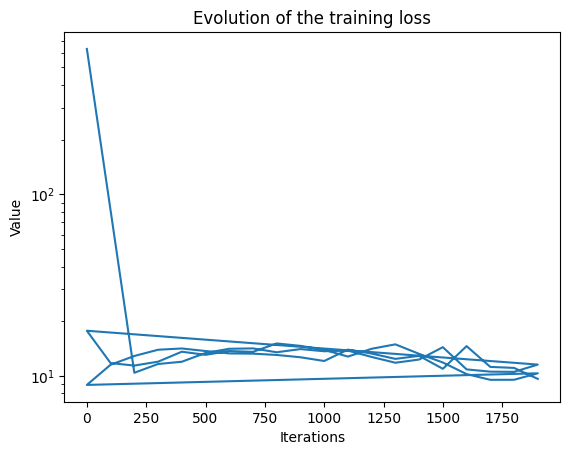 Evolution of the training loss
Value
10²
10¹
0 250 500 750 1000 1250 1500 1750
Iterations